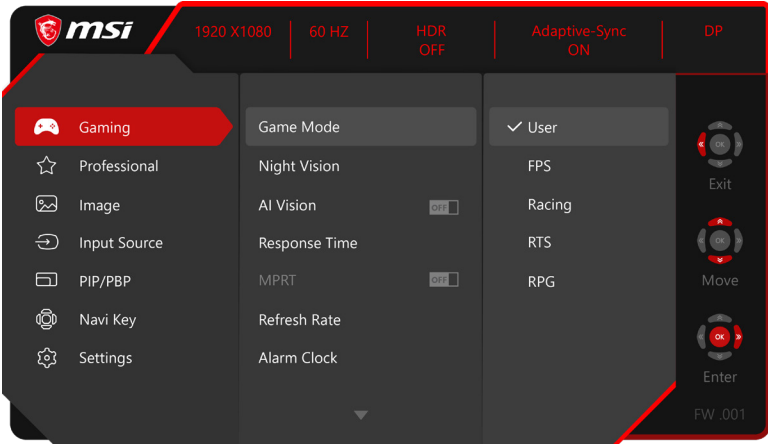 msi
1920 X1080
60 HZ
HDR
OFF
Adaptive-Sync
ON
DP
Gaming
Professional
Image
Input Source
PIP/PBP
Navi Key
Settings
Game Mode
Night Vision
AI Vision
OFF
Response Time
MPRT
OFF
Refresh Rate
Alarm Clock
User
FPS
Racing
RTS
RPG
OK
Exit
OK
Move
OK
Enter
FW .001